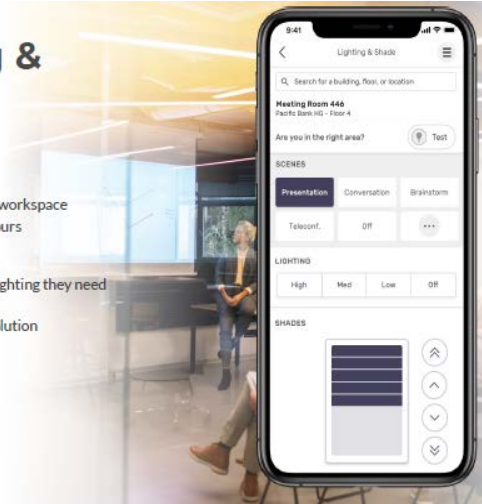 &
workspace
ours
ghting they need
lution
9:41
Lighting & Shade
Search for a building, floor, or location
Meeting Room 446
Pacific Bank HG - Floor 4
Are you in the right area?
Test
SCENES
Presentation Conversation Brainstorm
Teleconf. Off ...
LIGHTING
High Med Low Off
SHADES